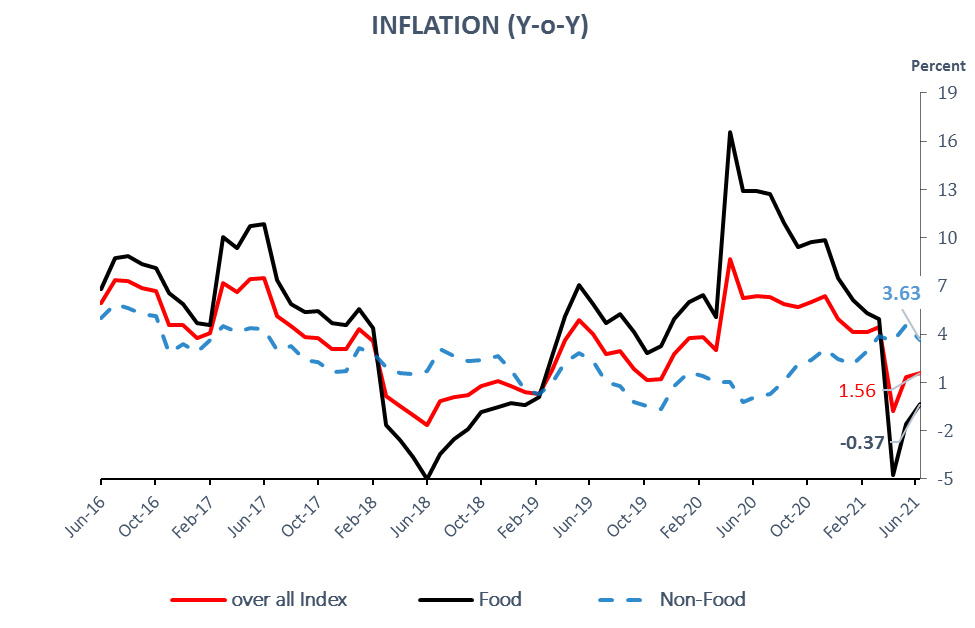 INFLATION (Y-o-Y)
Percent
19
16
13
10
7
4
1
-2
-5
3.63
1.56
-0.37
Jun-16
Oct-16
Feb-17
Jun-17
Oct-17
Feb-18
Jun-18
Oct-18
Feb-19
Jun-19
Oct-19
Feb-20
Jun-20
Oct-20
Feb-21
Jun-21
over all Index
Food
Non-Food